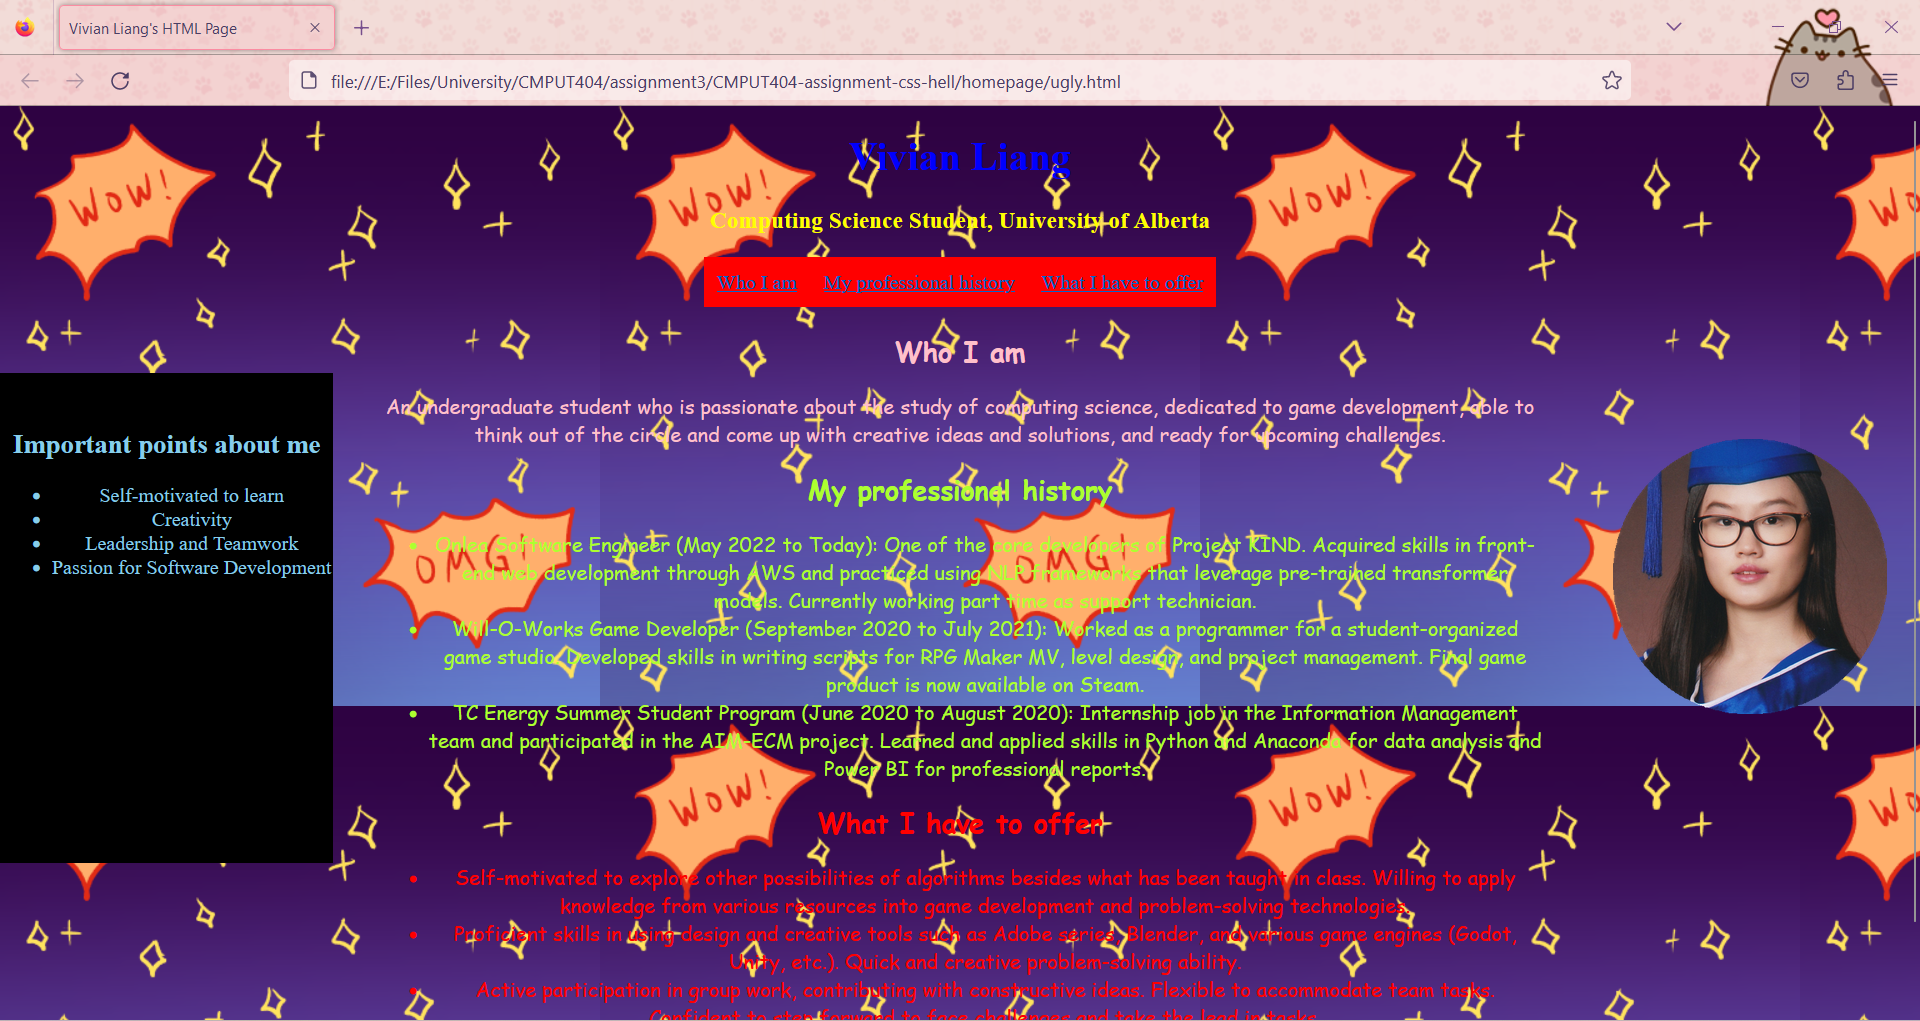 Vivian Liang's HTML Page
file:///E:/Files/University/CMPUT404/assignment3/CMPUT404-assignment-css-hell/homepage/ugly.html
WOW!
WOW!
WOW!
WO
Vivian Liang
Computing Science Student, University of Alberta
Who I am My professional history What I have to offer
Who I am
An undergraduate student who is passionate about the study of computing science, dedicated to game development, able to
think out of the circle and come up with creative ideas and solutions, and ready for upcoming challenges.
Important points about me
• Self-motivated to learn
• Creativity
• Leadership and Teamwork
• Passion for Software Development
My professional history
OMG!
OMG!
• Onlea Software Engineer (May 2022 to Today): One of the core developers of Project KIND. Acquired skills in front-
end web development through AWS and practiced using NLP frameworks that leverage pre-trained transformer
models. Currently working part time as support technician.
• Will-O-Works Game Developer (September 2020 to July 2021): Worked as a programmer for a student-organized
game studio. Developed skills in writing scripts for RPG Maker MV, level design, and project management. Final game
product is now available on Steam.
• TC Energy Summer Student Program (June 2020 to August 2020): Internship job in the Information Management
team and participated in the AIM-ECM project. Learned and applied skills in Python and Anaconda for data analysis and
Power BI for professional reports.
WOW!
WOW!
WO
What I have to offer
• Self-motivated to explore other possibilities of algorithms besides what has been taught in class. Willing to apply
knowledge from various resources into game development and problem-solving technologies.
• Proficient skills in using design and creative tools such as Adobe series, Blender, and various game engines (Godot,
Unity, etc.). Quick and creative problem-solving ability.
• Active participation in group work, contributing with constructive ideas. Flexible to accommodate team tasks.
Confident to step forward to face challenges and take the lead in tasks.